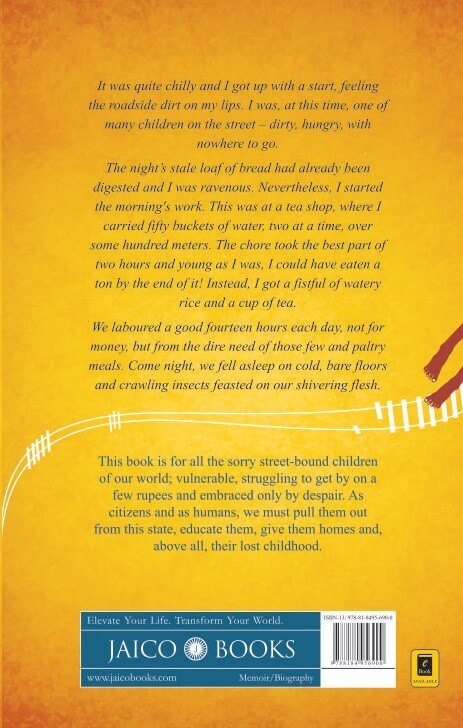 It was quite chilly and I got up with a start, feeling
the roadside dirt on my lips. I was, at this time, one of
many children on the street – dirty, hungry, with
nowhere to go.
The night's stale loaf of bread had already been
digested and I was ravenous. Nevertheless, I started
the morning's work. This was at a tea shop, where I
carried fifty buckets of water, two at a time, over
some hundred meters. The chore took the best part of
two hours and young as I was, I could have eaten a
ton by the end of it! Instead, I got a fistful of watery
rice and a cup of tea.
We laboured a good fourteen hours each day, not for
money, but from the dire need of those few and paltry
meals. Come night, we fell asleep on cold, bare floors
and crawling insects feasted on our shivering flesh.
This book is for all the sorry street-bound children
of our world; vulnerable, struggling to get by on a
few rupees and embraced only by despair. As
citizens and as humans, we must pull them out
from this state, educate them, give them homes and,
above all, their lost childhood.
Elevate Your Life. Transform Your World.
JAICO BOOKS
www.jaicobooks.com Memoir/Biography
ISBN-13: 978-81-8495-690-0
9788184956900
e
Book
AVAILABLE